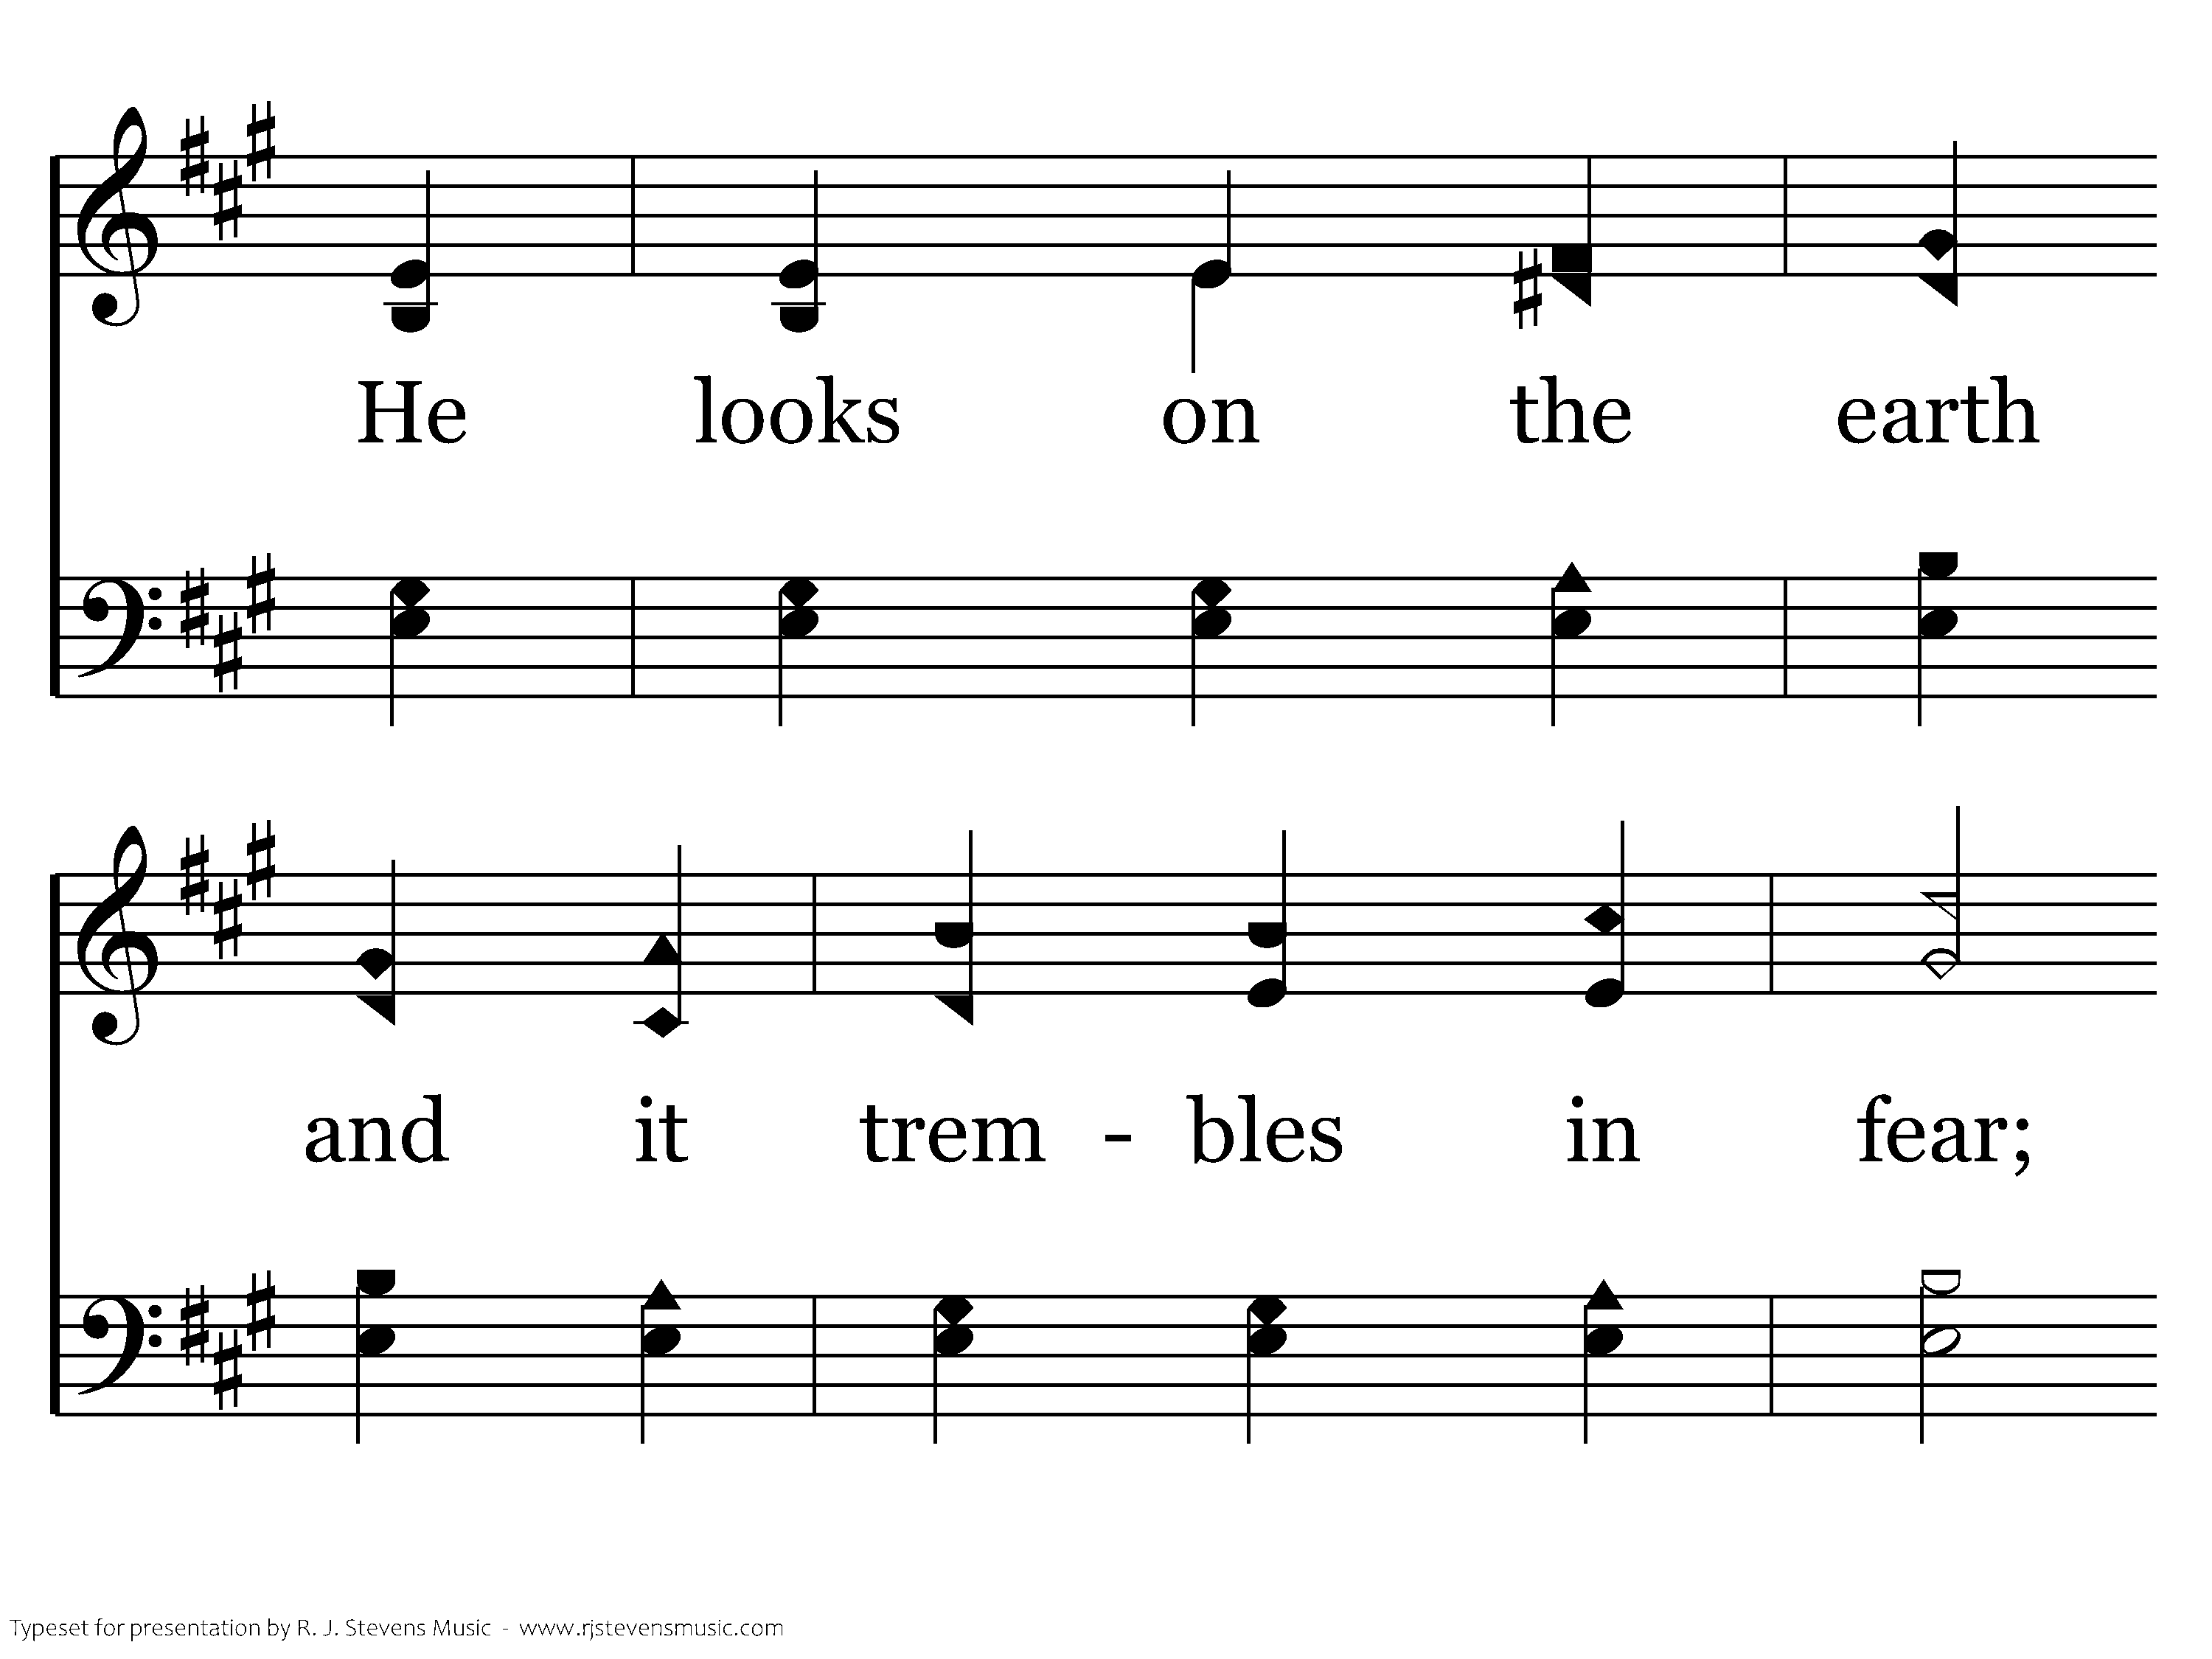 He looks on the earth
and it trem - bles in fear;
Typeset for presentation by R. J. Stevens Music - www.rjstevensmusic.com